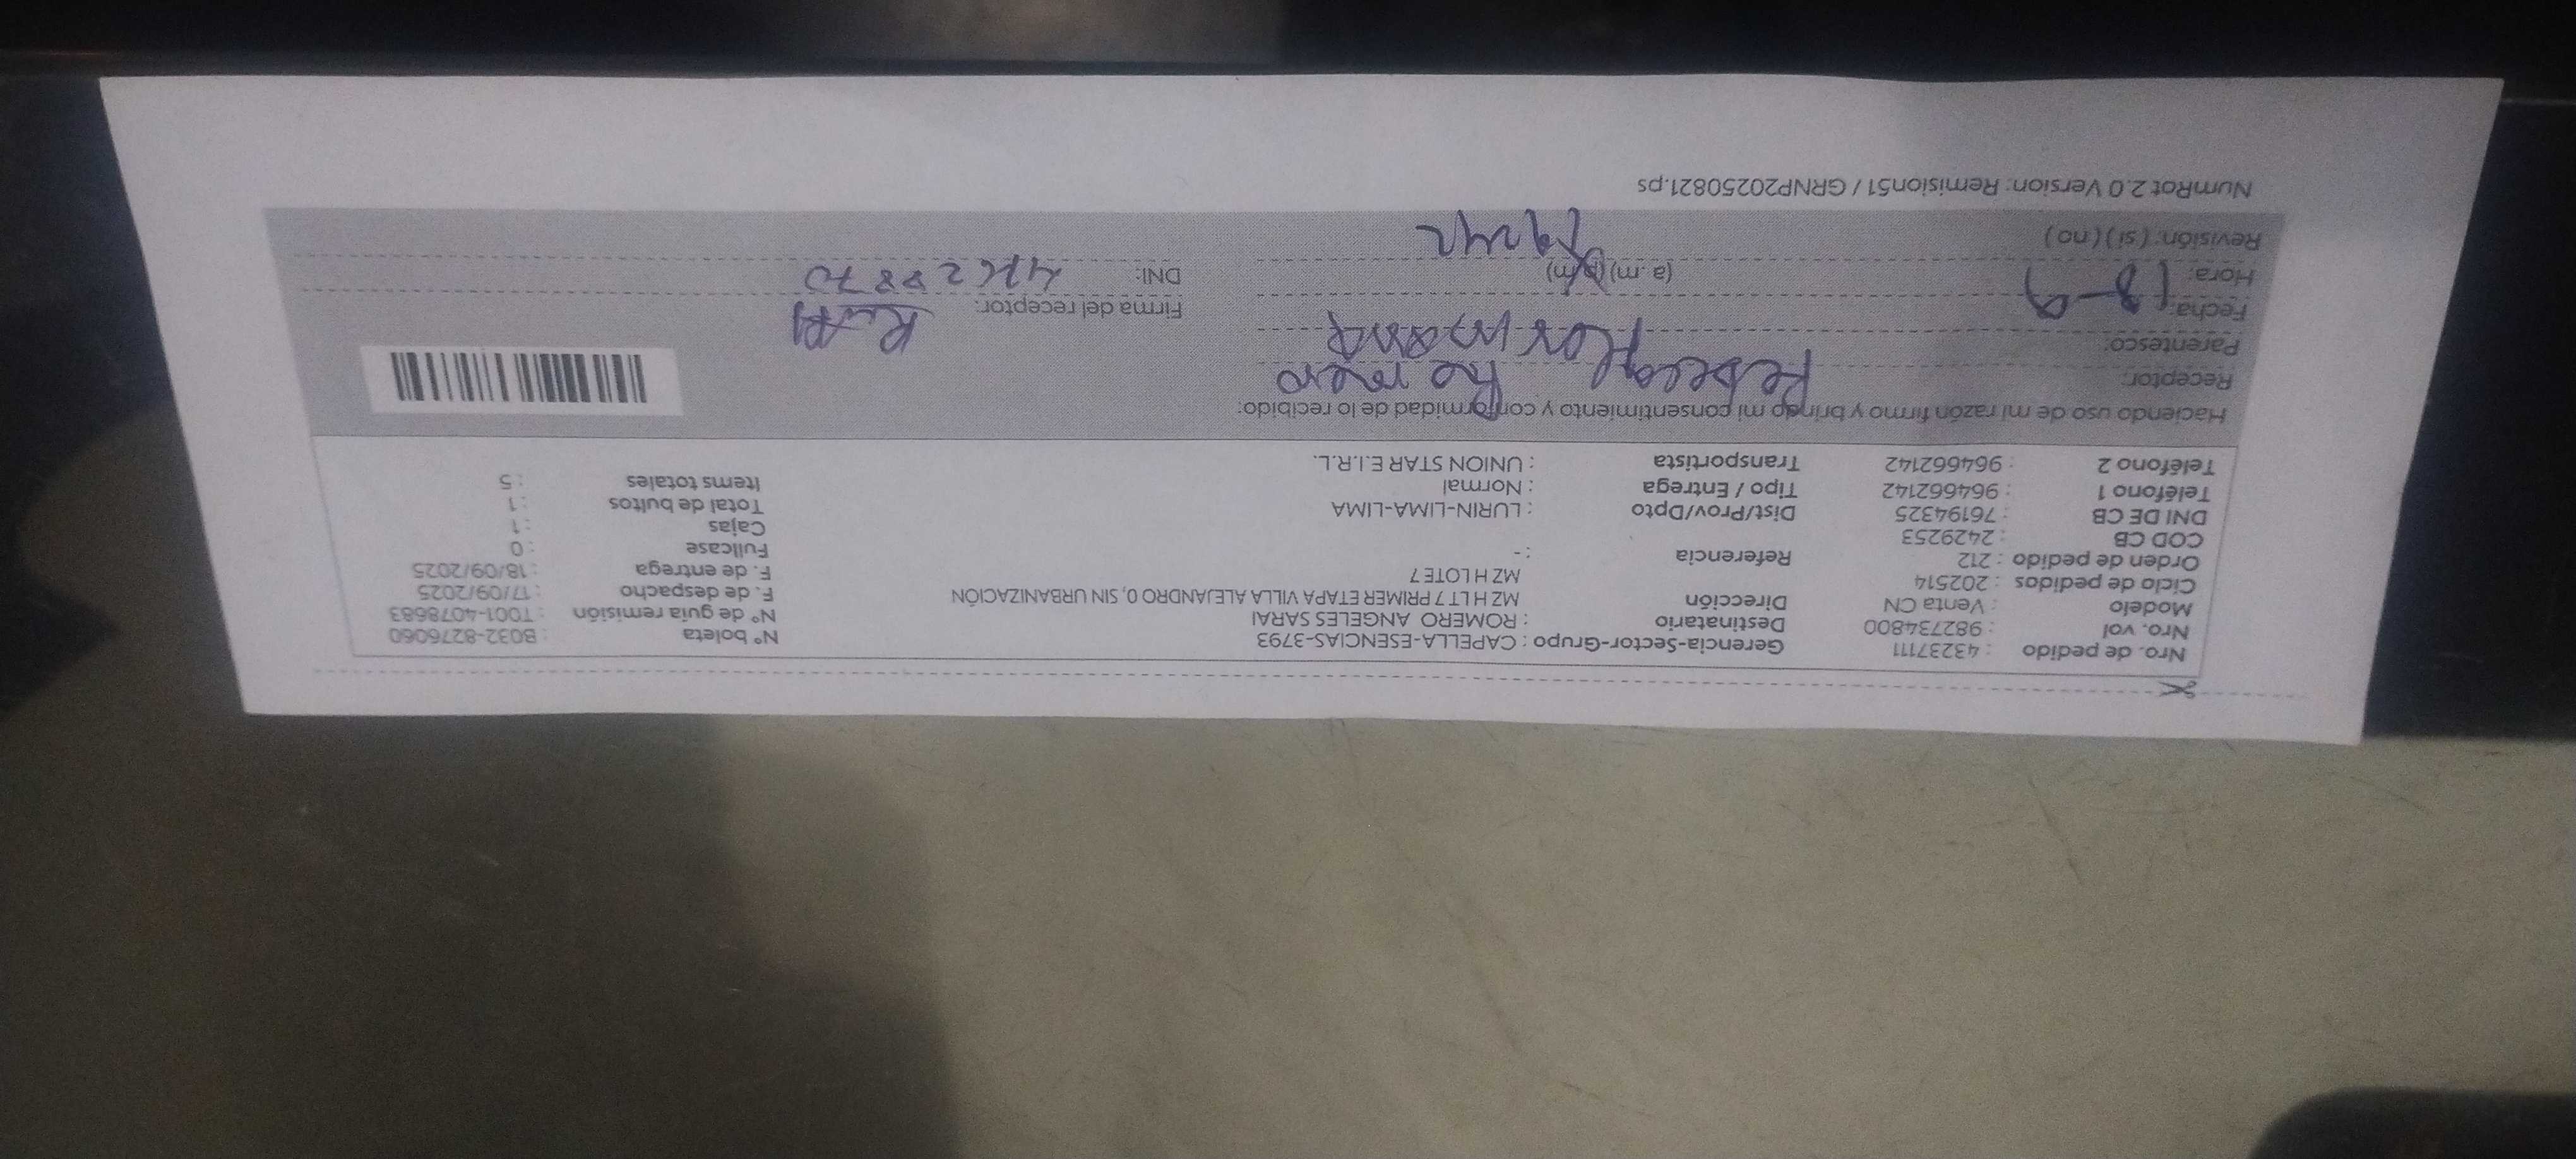 Nro. de pedido : 43237111 Gerencia-Sector-Grupo : CAPELLA-ESENCIAS-3793 N° boleta : B032-8276060
Nro. vol : 982734800 Destinatario : ROMERO ANGELES SARAI N° de guía remisión : T001-4078683
Modelo : Venta CN Dirección MZ H LT 7 PRIMER ETAPA VILLA ALEJANDRO 0, SIN URBANIZACIÓN F. de despacho : 17/09/2025
Ciclo de pedidos : 202514 MZ H LOTE 7 F. de entrega : 18/09/2025
Orden de pedido : 212 Referencia : - Fullcase : 0
COD CB : 2429253 Cajas : 1
DNI DE CB : 76194325 Dist/Prov/Dpto : LURIN-LIMA-LIMA Total de bultos : 1
Teléfono 1 : 964662142 Tipo / Entrega : Normal Items totales : 5
Teléfono 2 : 964662142 Transportista : UNION STAR E.I.R.L.
Haciendo uso de mi razón firmo y brindo mi consentimiento y conformidad de lo recibido:
Receptor: Rebeca Romero
Parentesco:
Fecha: 18-9 Firma del receptor:
Hora: (a. m) (p. m) DNI:
Revisión: ( si ) ( no )
NumRot 2.0 Version: Remision51 / GRNP20250821.ps